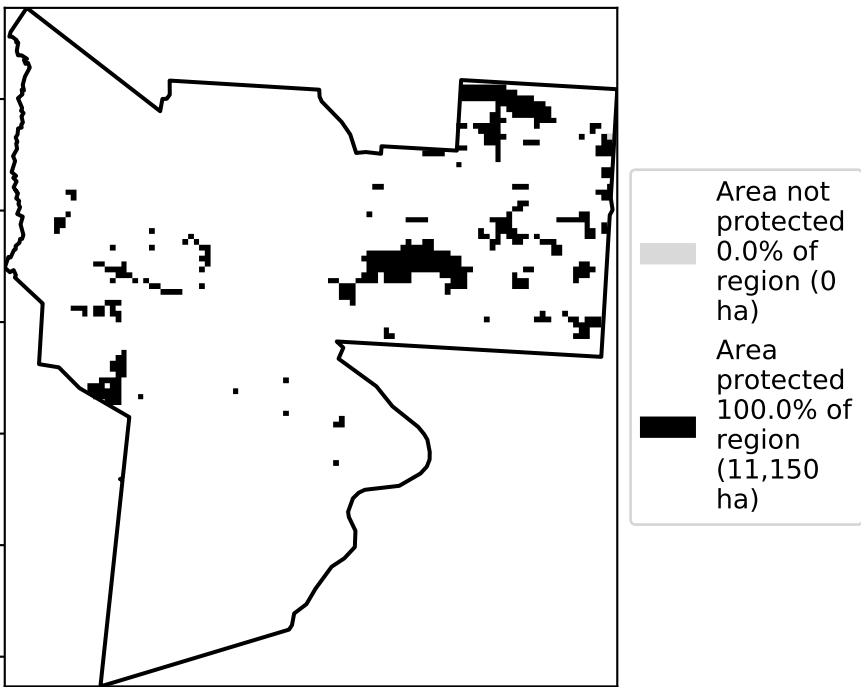 Area not
protected
0.0% of
region (0
ha)
Area
protected
100.0% of
region
(11,150
ha)